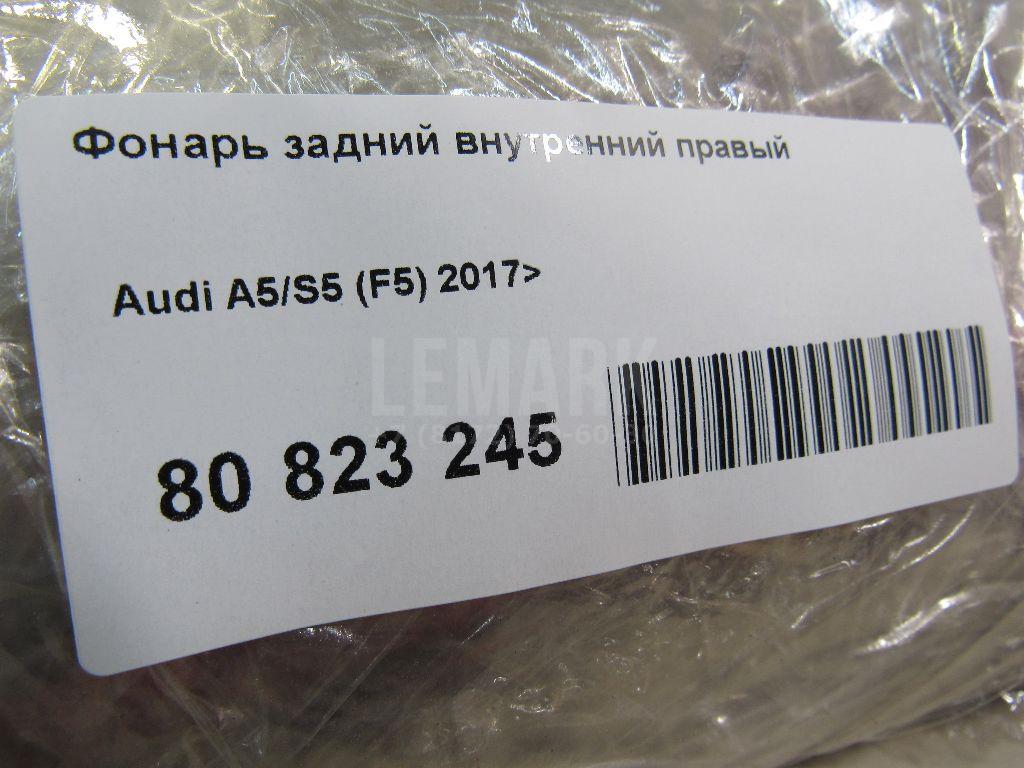 Фонарь задний внутренний правый
Audi A5/S5 (F5) 2017>
LEMARK
80 823 245